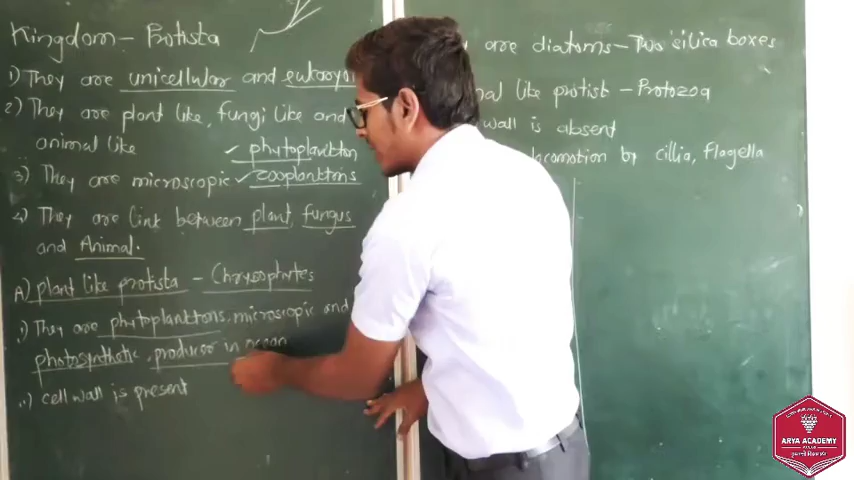 Kingdom - Protista
1) They are unicellular and eukaryo
2) They are plant like, fungi like and
animal like
✓ phytoplankton
3) They are microscopic ✓ zooplanktons
4) They are link between plant, fungus
and Animal.
A) plant like protista - Chrysophytes
i) They are phytoplanktons, microscopic and
photosynthetic, producer in ocean
ii) cell wall is present
are diatoms - Two silica boxes
mal like protist - Protozoa
wall is absent
locomotion by cillia, Flagella
ARYA ACADEMY